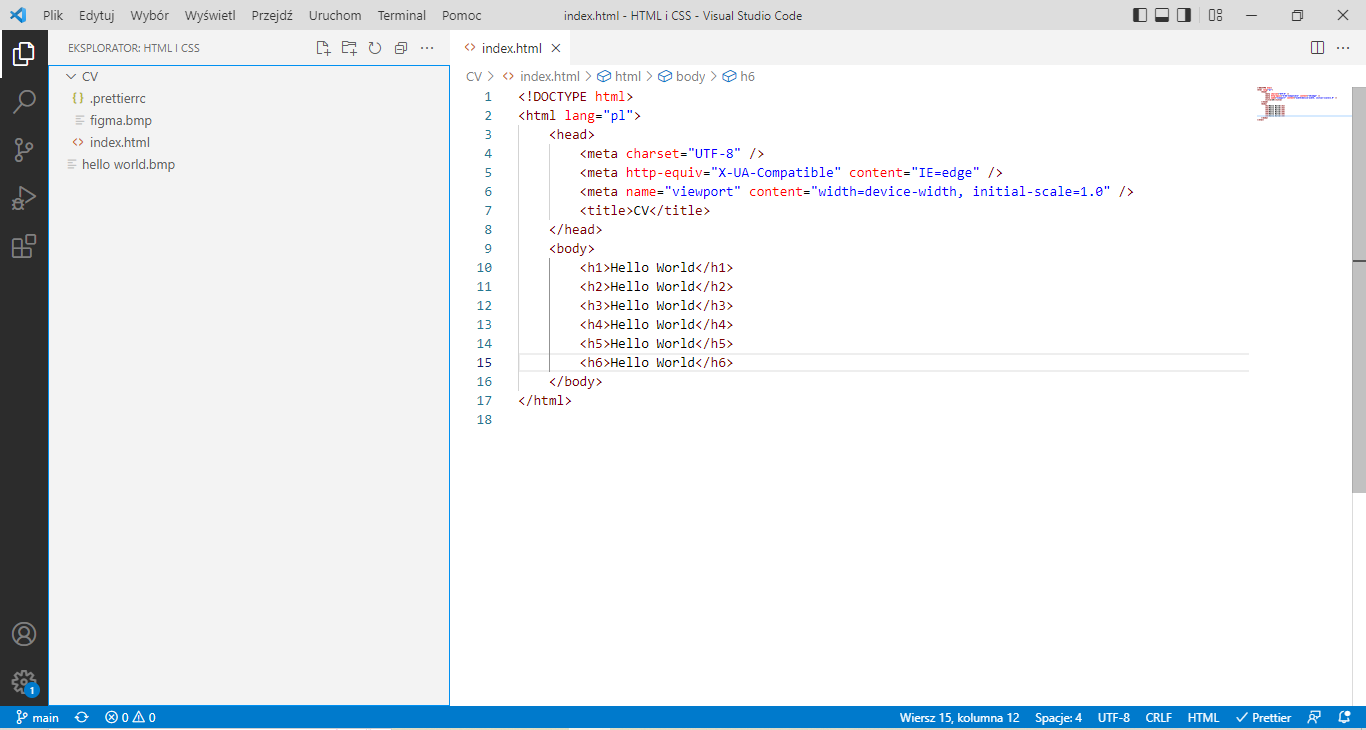 Plik Edytuj Wybór Wyświetl Przejdź Uruchom Terminal Pomoc index.html - HTML i CSS - Visual Studio Code
EKSPLORATOR: HTML I CSS
CV
.prettierrc
figma.bmp
index.html
hello world.bmp
index.html
CV > index.html > html > body > h6
1 <!DOCTYPE html>
2 <html lang="pl">
3 <head>
4 <meta charset="UTF-8" />
5 <meta http-equiv="X-UA-Compatible" content="IE=edge" />
6 <meta name="viewport" content="width=device-width, initial-scale=1.0" />
7 <title>CV</title>
8 </head>
9 <body>
10 <h1>Hello World</h1>
11 <h2>Hello World</h2>
12 <h3>Hello World</h3>
13 <h4>Hello World</h4>
14 <h5>Hello World</h5>
15 <h6>Hello World</h6>
16 </body>
17 </html>
18
1
main 0 0 Wiersz 15, kolumna 12 Spacje: 4 UTF-8 CRLF HTML Prettier